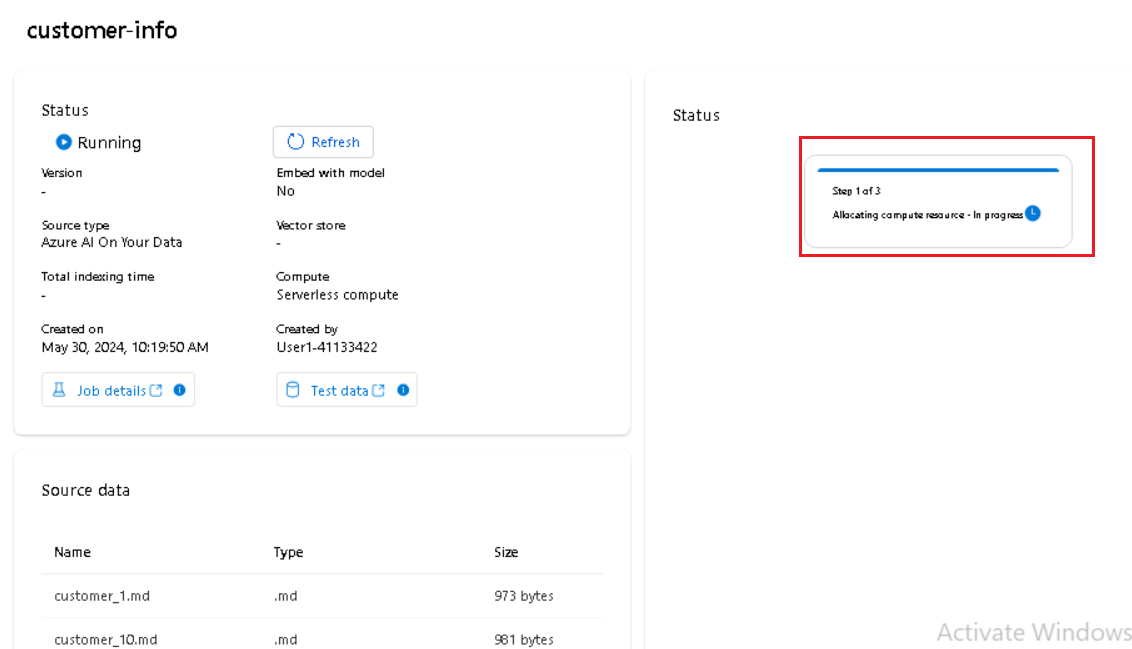 customer-info
Status
Running
Refresh
Version
-
Embed with model
No
Source type
Azure AI On Your Data
Vector store
-
Total indexing time
-
Compute
Serverless compute
Created on
May 30, 2024, 10:19:50 AM
Created by
User1-41133422
Job details
Test data
Status
Step 1 of 3
Allocating compute resource - In progress
Source data
Name Type Size
customer_1.md .md 973 bytes
customer_10.md .md 981 bytes
Activate Windows